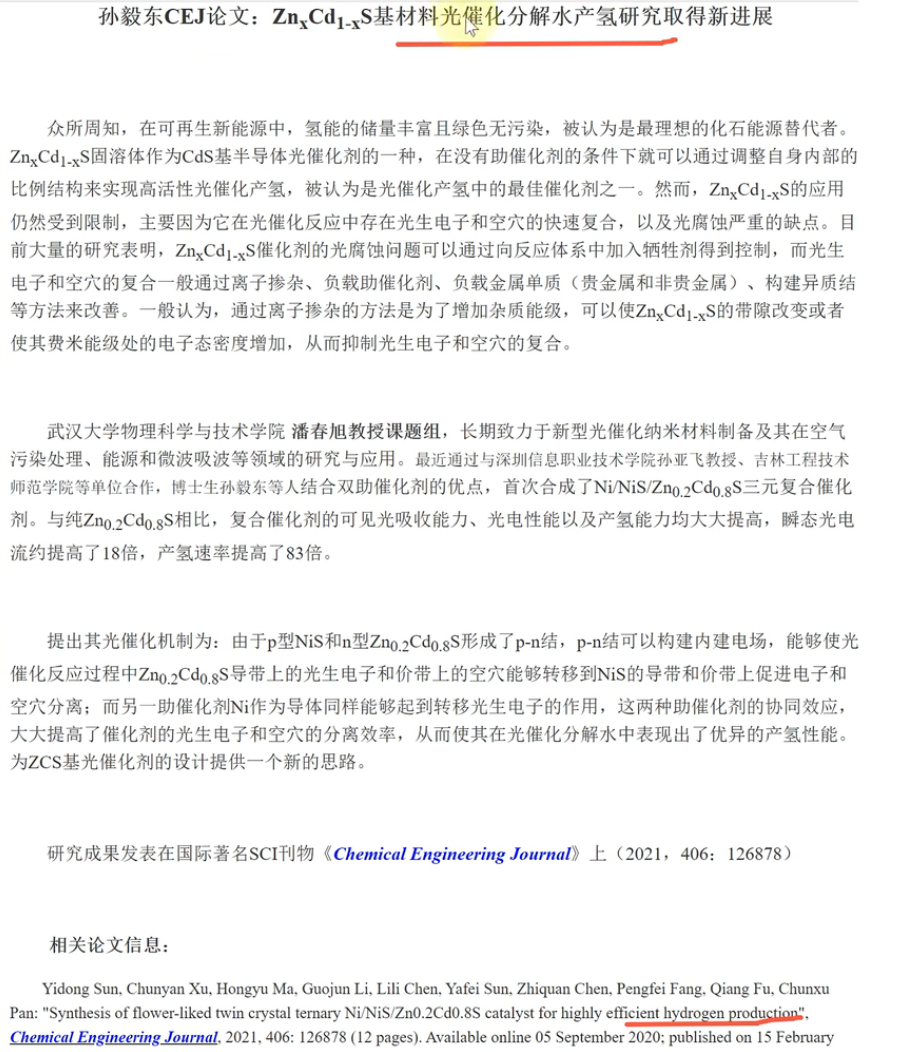 孙毅东CEJ论文：ZnxCd1-xS基材料光催化分解水产氢研究取得新进展
众所周知，在可再生新能源中，氢能的储量丰富且绿色无污染，被认为是最理想的化石能源替代者。
ZnxCd1-xS固溶体作为CdS基半导体光催化剂的一种，在没有助催化剂的条件下就可以通过调整自身内部的
比例结构来实现高活性光催化产氢，被认为是光催化产氢中的最佳催化剂之一。然而，ZnxCd1-xS的应用
仍然受到限制，主要因为它在光催化反应中存在光生电子和空穴的快速复合，以及光腐蚀严重的缺点。目
前大量的研究表明，ZnxCd1-xS催化剂的光腐蚀问题可以通过向反应体系中加入牺牲剂得到控制，而光生
电子和空穴的复合一般通过离子掺杂、负载助催化剂、负载金属单质（贵金属和非贵金属）、构建异质结
等方法来改善。一般认为，通过离子掺杂的方法是为了增加杂质能级，可以使ZnxCd1-xS的带隙改变或者
使其费米能级处的电子态密度增加，从而抑制光生电子和空穴的复合。
武汉大学物理科学与技术学院 潘春旭教授课题组，长期致力于新型光催化纳米材料制备及其在空气
污染处理、能源和微波吸波等领域的研究与应用。最近通过与深圳信息职业技术学院孙亚飞教授、吉林工程技术
师范学院等单位合作，博士生孙毅东等人结合双助催化剂的优点，首次合成了Ni/NiS/Zn0.2Cd0.8S三元复合催化
剂。与纯Zn0.2Cd0.8S相比，复合催化剂的可见光吸收能力、光电性能以及产氢能力均大大提高，瞬态光电
流约提高了18倍，产氢速率提高了83倍。
提出其光催化机制为：由于p型NiS和n型Zn0.2Cd0.8S形成了p-n结，p-n结可以构建内建电场，能够使光
催化反应过程中Zn0.2Cd0.8S导带上的光生电子和价带上的空穴能够转移到NiS的导带和价带上促进电子和
空穴分离；而另一助催化剂Ni作为导体同样能够起到转移光生电子的作用，这两种助催化剂的协同效应，
大大提高了催化剂的光生电子和空穴的分离效率，从而使其在光催化分解水中表现出了优异的产氢性能。
为ZCS基光催化剂的设计提供一个新的思路。
研究成果发表在国际著名SCI刊物《Chemical Engineering Journal》上（2021，406：126878）
相关论文信息：
Yidong Sun, Chunyan Xu, Hongyu Ma, Guojun Li, Lili Chen, Yafei Sun, Zhiquan Chen, Pengfei Fang, Qiang Fu, Chunxu
Pan: "Synthesis of flower-liked twin crystal ternary Ni/NiS/Zn0.2Cd0.8S catalyst for highly efficient hydrogen production",
Chemical Engineering Journal, 2021, 406: 126878 (12 pages). Available online 05 September 2020; published on 15 February